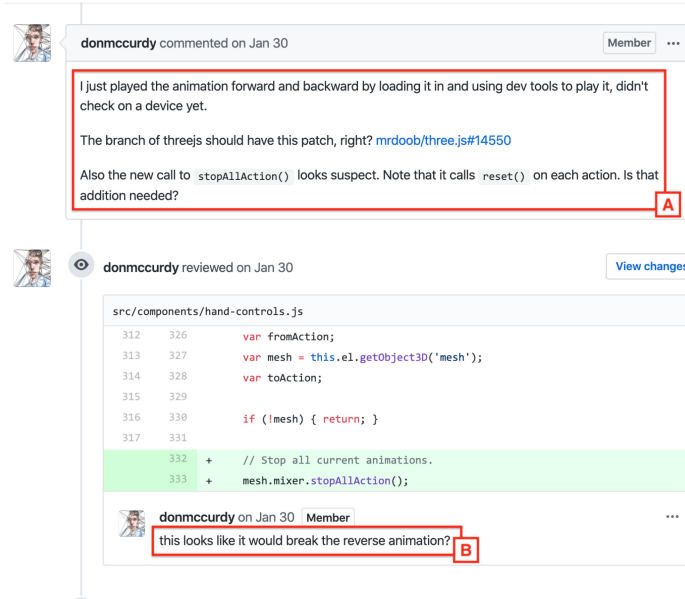 donmccurdy commented on Jan 30
Member
...
I just played the animation forward and backward by loading it in and using dev tools to play it, didn't
check on a device yet.
The branch of threejs should have this patch, right? mrdoob/three.js#14550
Also the new call to stopAllAction() looks suspect. Note that it calls reset() on each action. Is that
addition needed?
A
donmccurdy reviewed on Jan 30
View changes
src/components/hand-controls.js
312 326 var fromAction;
313 327 var mesh = this.el.getObject3D('mesh');
314 328 var toAction;
315 329
316 330 if (!mesh) { return; }
317 331
332 + // Stop all current animations.
333 + mesh.mixer.stopAllAction();
donmccurdy on Jan 30 Member
...
this looks like it would break the reverse animation?
B